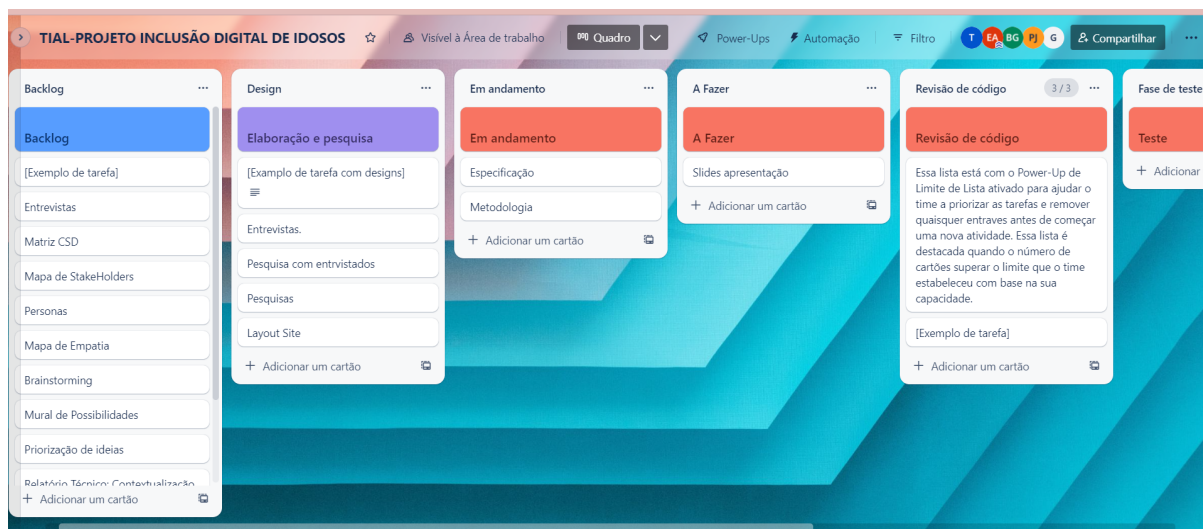 TIAL-PROJETO INCLUSÃO DIGITAL DE IDOSOS
Visível à Área de trabalho
Quadro
Power-Ups
Automação
Filtro
T
EA
BG
PJ
G
Compartilhar
Backlog
Backlog
[Exemplo de tarefa]
Entrevistas
Matriz CSD
Mapa de StakeHolders
Personas
Mapa de Empatia
Brainstorming
Mural de Possibilidades
Priorização de ideias
Relatório Técnico: Contextualização
+ Adicionar um cartão
Design
Elaboração e pesquisa
[Exemplo de tarefa com designs]
Entrevistas.
Pesquisa com entrvistados
Pesquisas
Layout Site
+ Adicionar um cartão
Em andamento
Em andamento
Especificação
Metodologia
+ Adicionar um cartão
A Fazer
A Fazer
Slides apresentação
+ Adicionar um cartão
Revisão de código
3 / 3
Revisão de código
Essa lista está com o Power-Up de
Limite de Lista ativado para ajudar o
time a priorizar as tarefas e remover
quaisquer entraves antes de começar
uma nova atividade. Essa lista é
destacada quando o número de
cartões superar o limite que o time
estabeleceu com base na sua
capacidade.
[Exemplo de tarefa]
+ Adicionar um cartão
Fase de teste
Teste
+ Adicionar